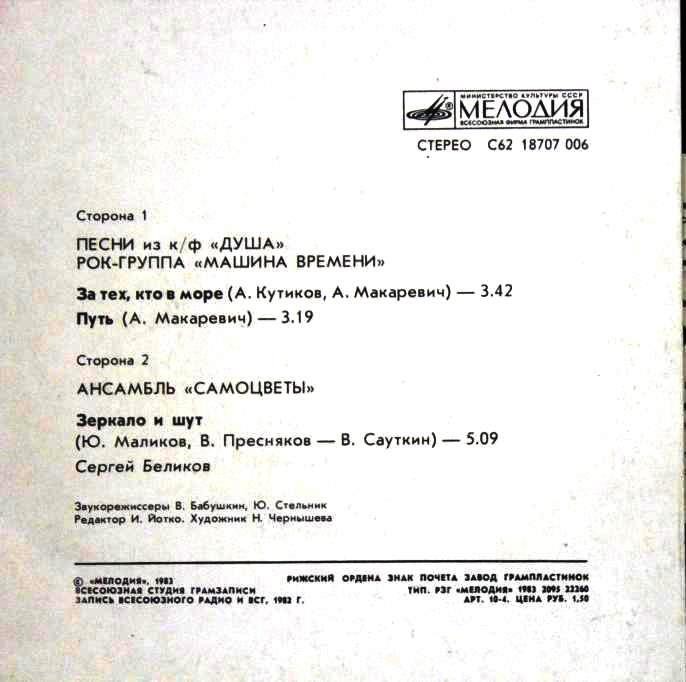 МИНИСТЕРСТВО КУЛЬТУРЫ СССР
МЕЛОДИЯ
ВСЕСОЮЗНАЯ ФИРМА ГРАМПЛАСТИНОК
СТЕРЕО С62 18707 006
Сторона 1
ПЕСНИ из к/ф «ДУША»
РОК-ГРУППА «МАШИНА ВРЕМЕНИ»
За тех, кто в море (А. Кутиков, А. Макаревич) — 3.42
Путь (А. Макаревич) — 3.19
Сторона 2
АНСАМБЛЬ «САМОЦВЕТЫ»
Зеркало и шут
(Ю. Маликов, В. Пресняков — В. Сауткин) — 5.09
Сергей Беликов
Звукорежиссеры В. Бабушкин, Ю. Стельник
Редактор И. Йотко. Художник Н. Чернышева
© «МЕЛОДИЯ», 1983
ВСЕСОЮЗНАЯ СТУДИЯ ГРАМЗАПИСИ
ЗАПИСЬ ВСЕСОЮЗНОГО РАДИО И ВСГ, 1982 Г.
РИЖСКИЙ ОРДЕНА ЗНАК ПОЧЕТА ЗАВОД ГРАМПЛАСТИНОК
ТИП. РЗГ «МЕЛОДИЯ» 1983 2095 22260
АРТ. 10-4. ЦЕНА РУБ. 1,50